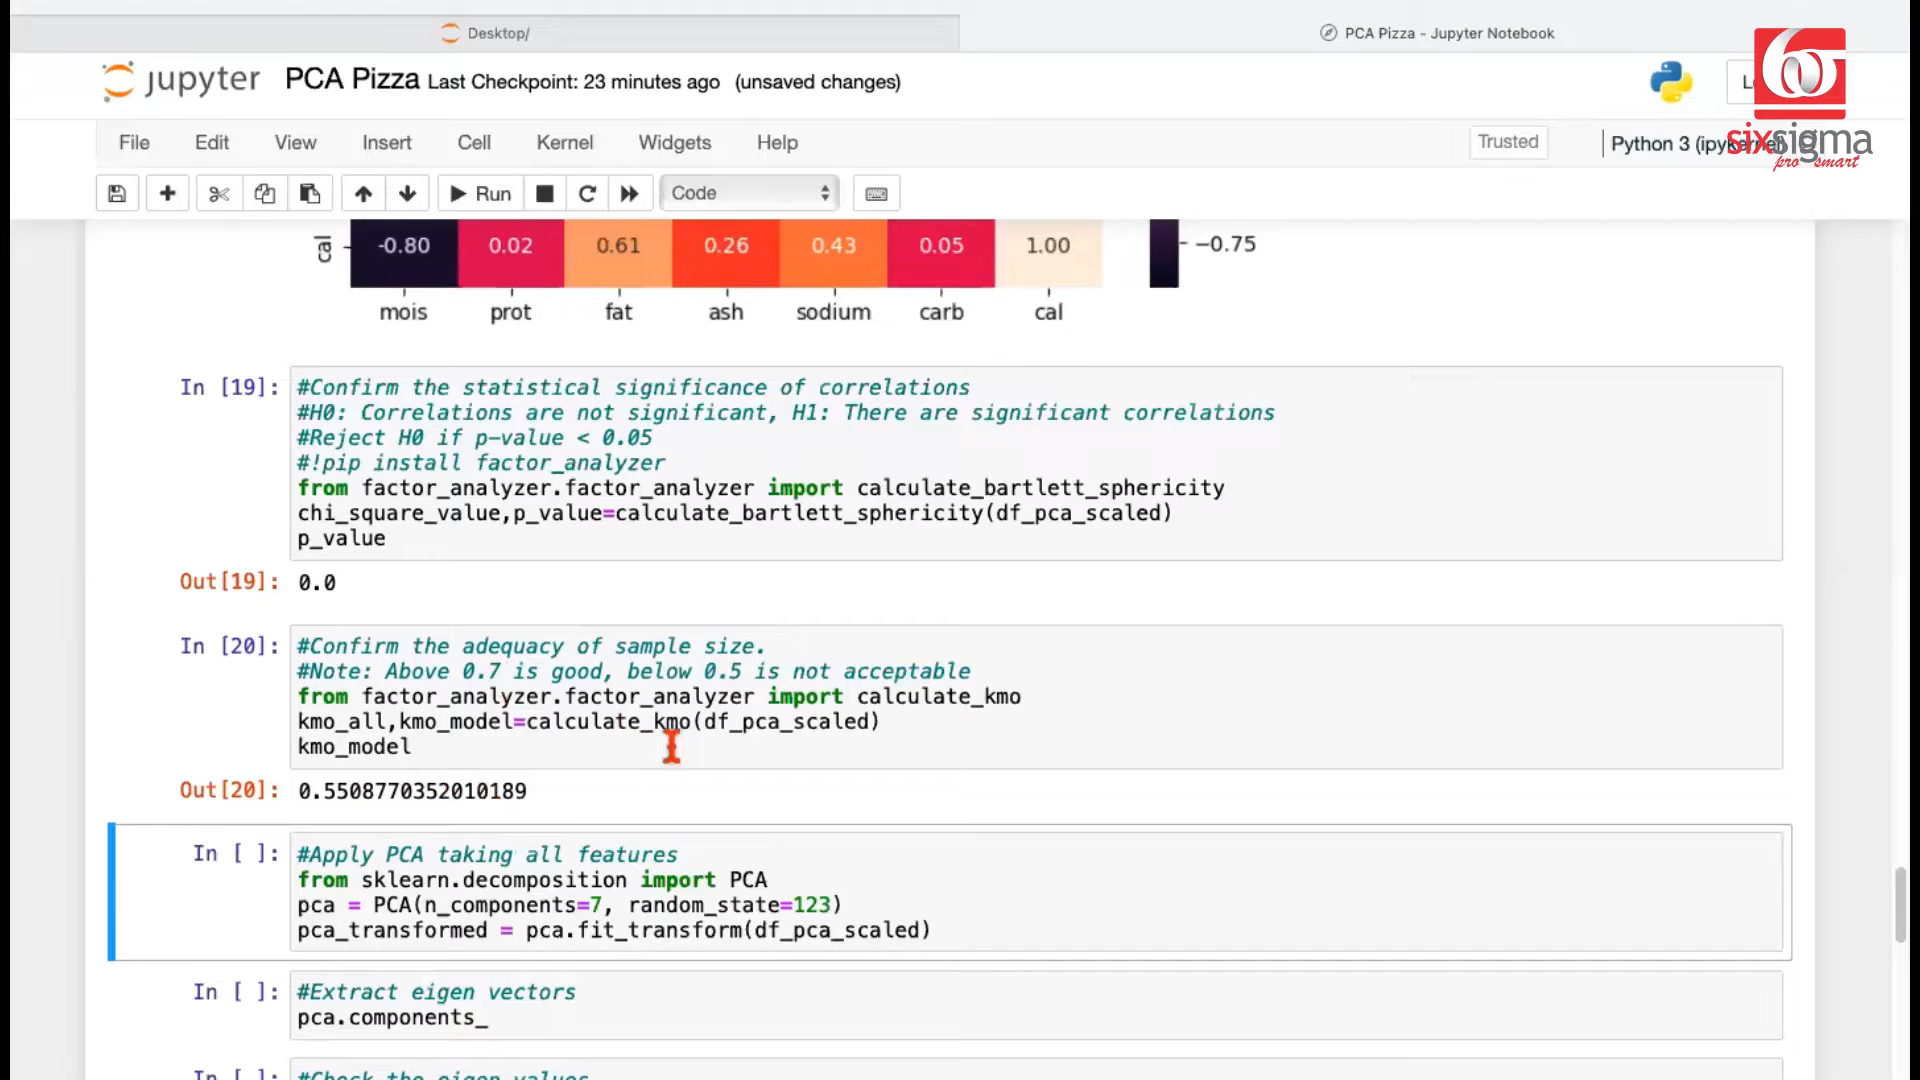 Desktop/
PCA Pizza - Jupyter Notebook
jupyter PCA Pizza Last Checkpoint: 23 minutes ago (unsaved changes)
File Edit View Insert Cell Kernel Widgets Help Trusted Python 3
sixsigma
pro smart
Run Code
cal -0.80 0.02 0.61 0.26 0.43 0.05 1.00 −0.75
mois prot fat ash sodium carb cal
In [19]: #Confirm the statistical significance of correlations
#H0: Correlations are not significant, H1: There are significant correlations
#Reject H0 if p-value < 0.05
#!pip install factor_analyzer
from factor_analyzer.factor_analyzer import calculate_bartlett_sphericity
chi_square_value,p_value=calculate_bartlett_sphericity(df_pca_scaled)
p_value
Out[19]: 0.0
In [20]: #Confirm the adequacy of sample size.
#Note: Above 0.7 is good, below 0.5 is not acceptable
from factor_analyzer.factor_analyzer import calculate_kmo
kmo_all,kmo_model=calculate_kmo(df_pca_scaled)
kmo_model
Out[20]: 0.5508770352010189
In [ ]: #Apply PCA taking all features
from sklearn.decomposition import PCA
pca = PCA(n_components=7, random_state=123)
pca_transformed = pca.fit_transform(df_pca_scaled)
In [ ]: #Extract eigen vectors
pca.components_
In [ ]: #Check the eigen values